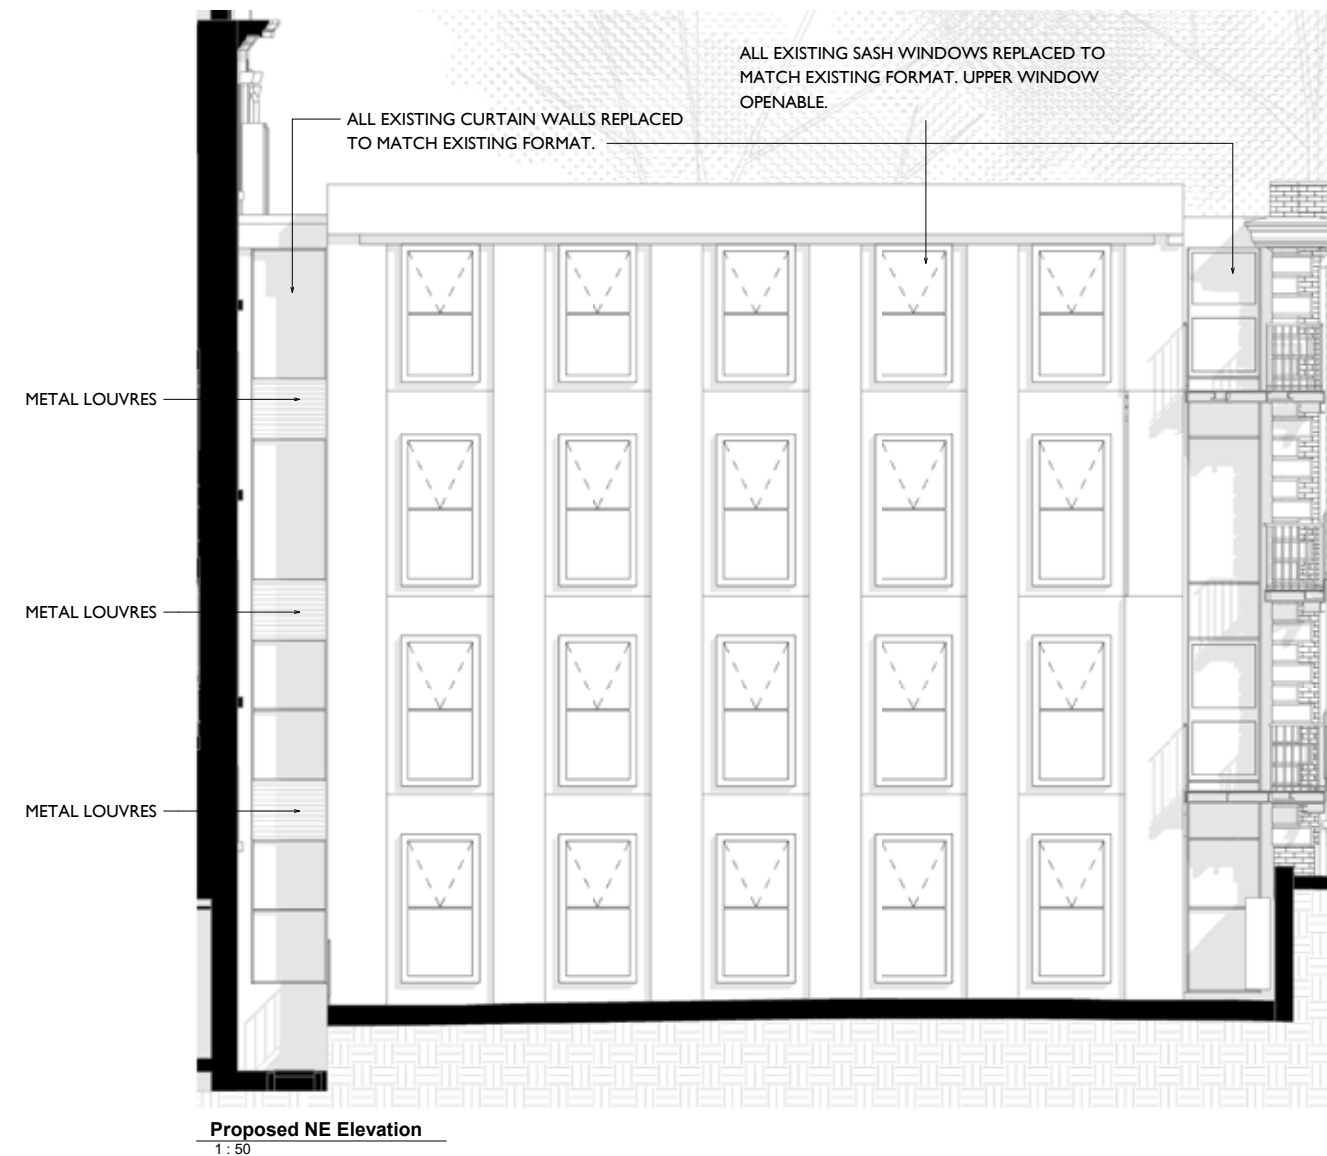 ALL EXISTING SASH WINDOWS REPLACED TO
MATCH EXISTING FORMAT. UPPER WINDOW
OPENABLE.
ALL EXISTING CURTAIN WALLS REPLACED
TO MATCH EXISTING FORMAT.
METAL LOUVRES
METAL LOUVRES
METAL LOUVRES
Proposed NE Elevation
1 : 50